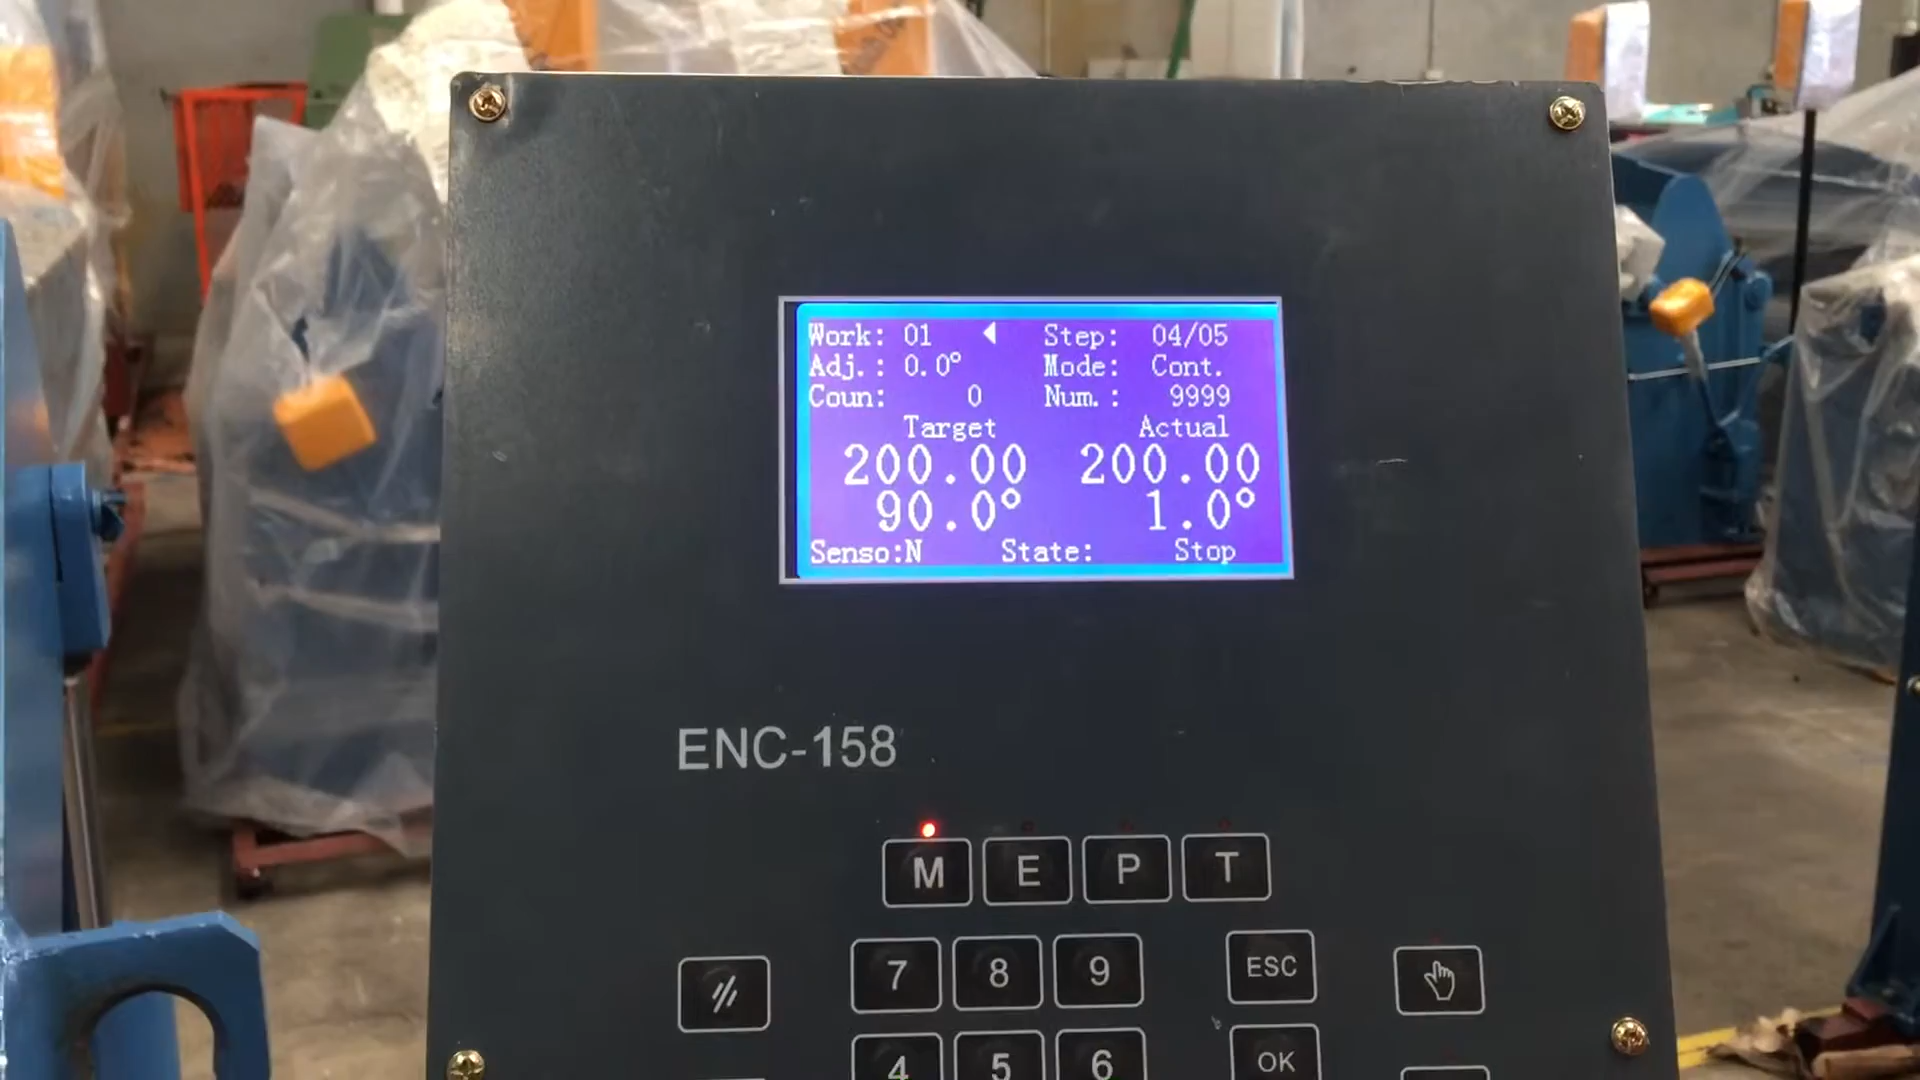 Work: 01 Step: 04/05
Adj.: 0.0° Mode: Cont.
Coun: 0 Num.: 9999
Target Actual
200.00 200.00
90.0° 1.0°
Senso:N State: Stop
ENC-158
M E P T
7 8 9 ESC
4 5 6 OK